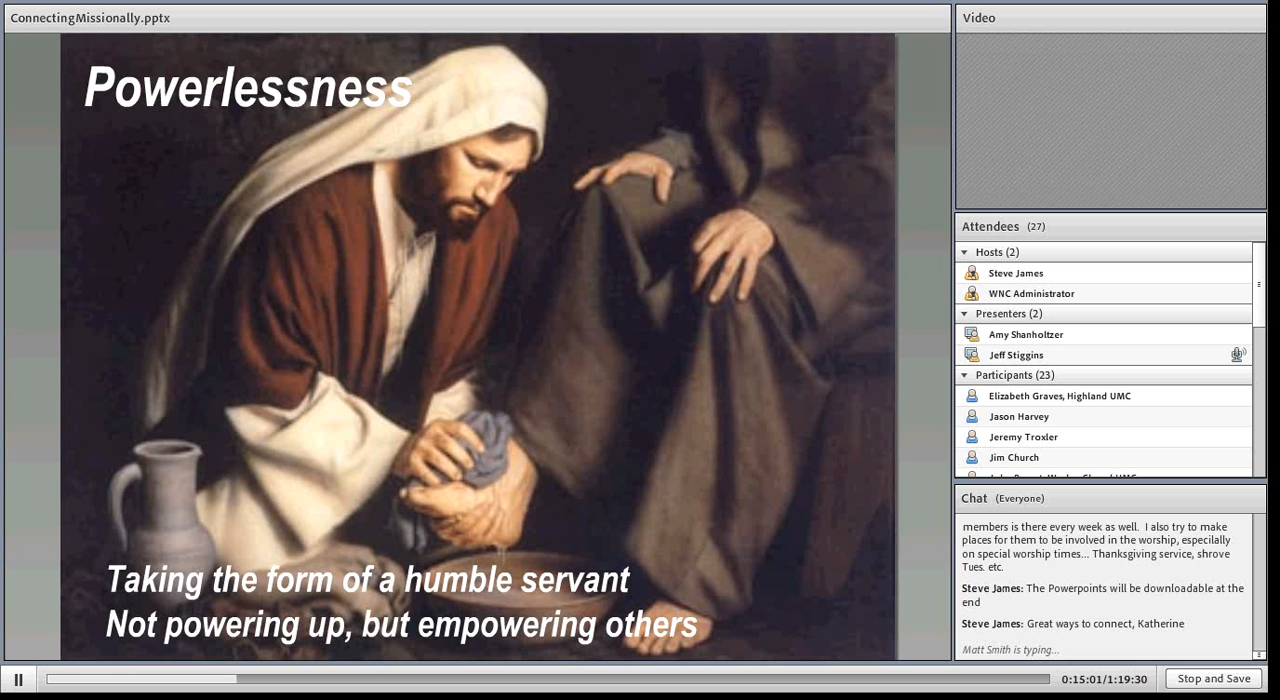 ConnectingMissionally.pptx
Powerlessness
Taking the form of a humble servant
Not powering up, but empowering others
Video
Attendees (27)
Hosts (2)
Steve James
WNC Administrator
Presenters (2)
Amy Shanholtzer
Jeff Stiggins
Participants (23)
Elizabeth Graves, Highland UMC
Jason Harvey
Jeremy Troxler
Jim Church
Chat (Everyone)
members is there every week as well. I also try to make
places for them to be involved in the worship, especilally
on special worship times... Thanksgiving service, shrove
Tues. etc.
Steve James: The Powerpoints will be downloadable at the
end
Steve James: Great ways to connect, Katherine
Matt Smith is typing...
0:15:01/1:19:30
Stop and Save